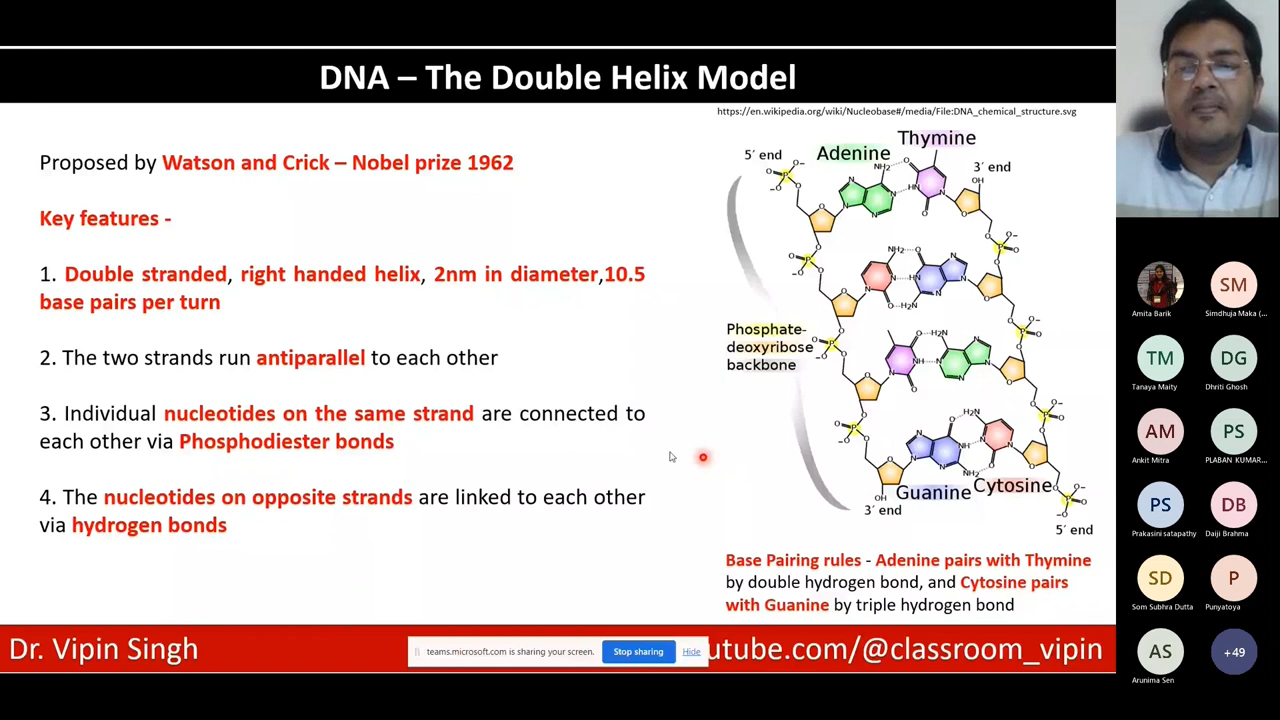 DNA – The Double Helix Model
https://en.wikipedia.org/wiki/Nucleobase#/media/File:DNA_chemical_structure.svg
Proposed by Watson and Crick – Nobel prize 1962
Key features -
1. Double stranded, right handed helix, 2nm in diameter,10.5
base pairs per turn
2. The two strands run antiparallel to each other
3. Individual nucleotides on the same strand are connected to
each other via Phosphodiester bonds
4. The nucleotides on opposite strands are linked to each other
via hydrogen bonds
Thymine
Adenine
5′ end
3′ end
Phosphate-
deoxyribose
backbone
Guanine
Cytosine
3′ end
5′ end
Base Pairing rules - Adenine pairs with Thymine
by double hydrogen bond, and Cytosine pairs
with Guanine by triple hydrogen bond
Dr. Vipin Singh
teams.microsoft.com is sharing your screen.
Stop sharing
Hide
utube.com/@classroom_vipin
Amita Barik
SM
Simdhuja Maka (...
TM
Tanaya Maity
DG
Dhriti Ghosh
AM
Ankit Mitra
PS
PLABAN KUMAR...
PS
Prakasini satapathy
DB
Daiji Brahma
SD
Som Subhra Dutta
P
Punyatoya
AS
Arunima Sen
+49